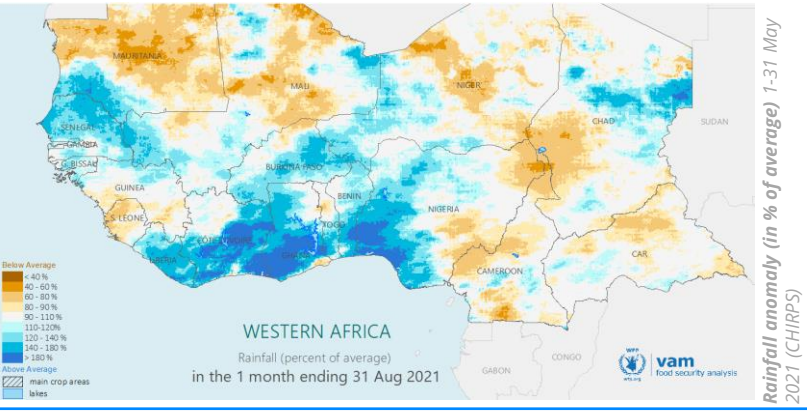 MAURITANIA
MALI
NIGER
CHAD
SUDAN
SENEGAL
GAMBIA
G. BISSAU
BURKINA FASO
GUINEA
BENIN
NIGERIA
S. LEONE
TOGO
COTE D'IVOIRE
GHANA
LIBERIA
CAMEROON
CAR
GABON
CONGO
Below Average
< 40 %
40 - 60 %
60 - 80 %
80 - 90 %
90 - 110 %
110-120%
120 - 140 %
140 - 180 %
> 180 %
Above Average
main crop areas
lakes
WESTERN AFRICA
Rainfall (percent of average)
in the 1 month ending 31 Aug 2021
WFP
wfp.org
vam
food security analysis
Rainfall anomaly (in % of average) 1-31 May
2021 (CHIRPS)